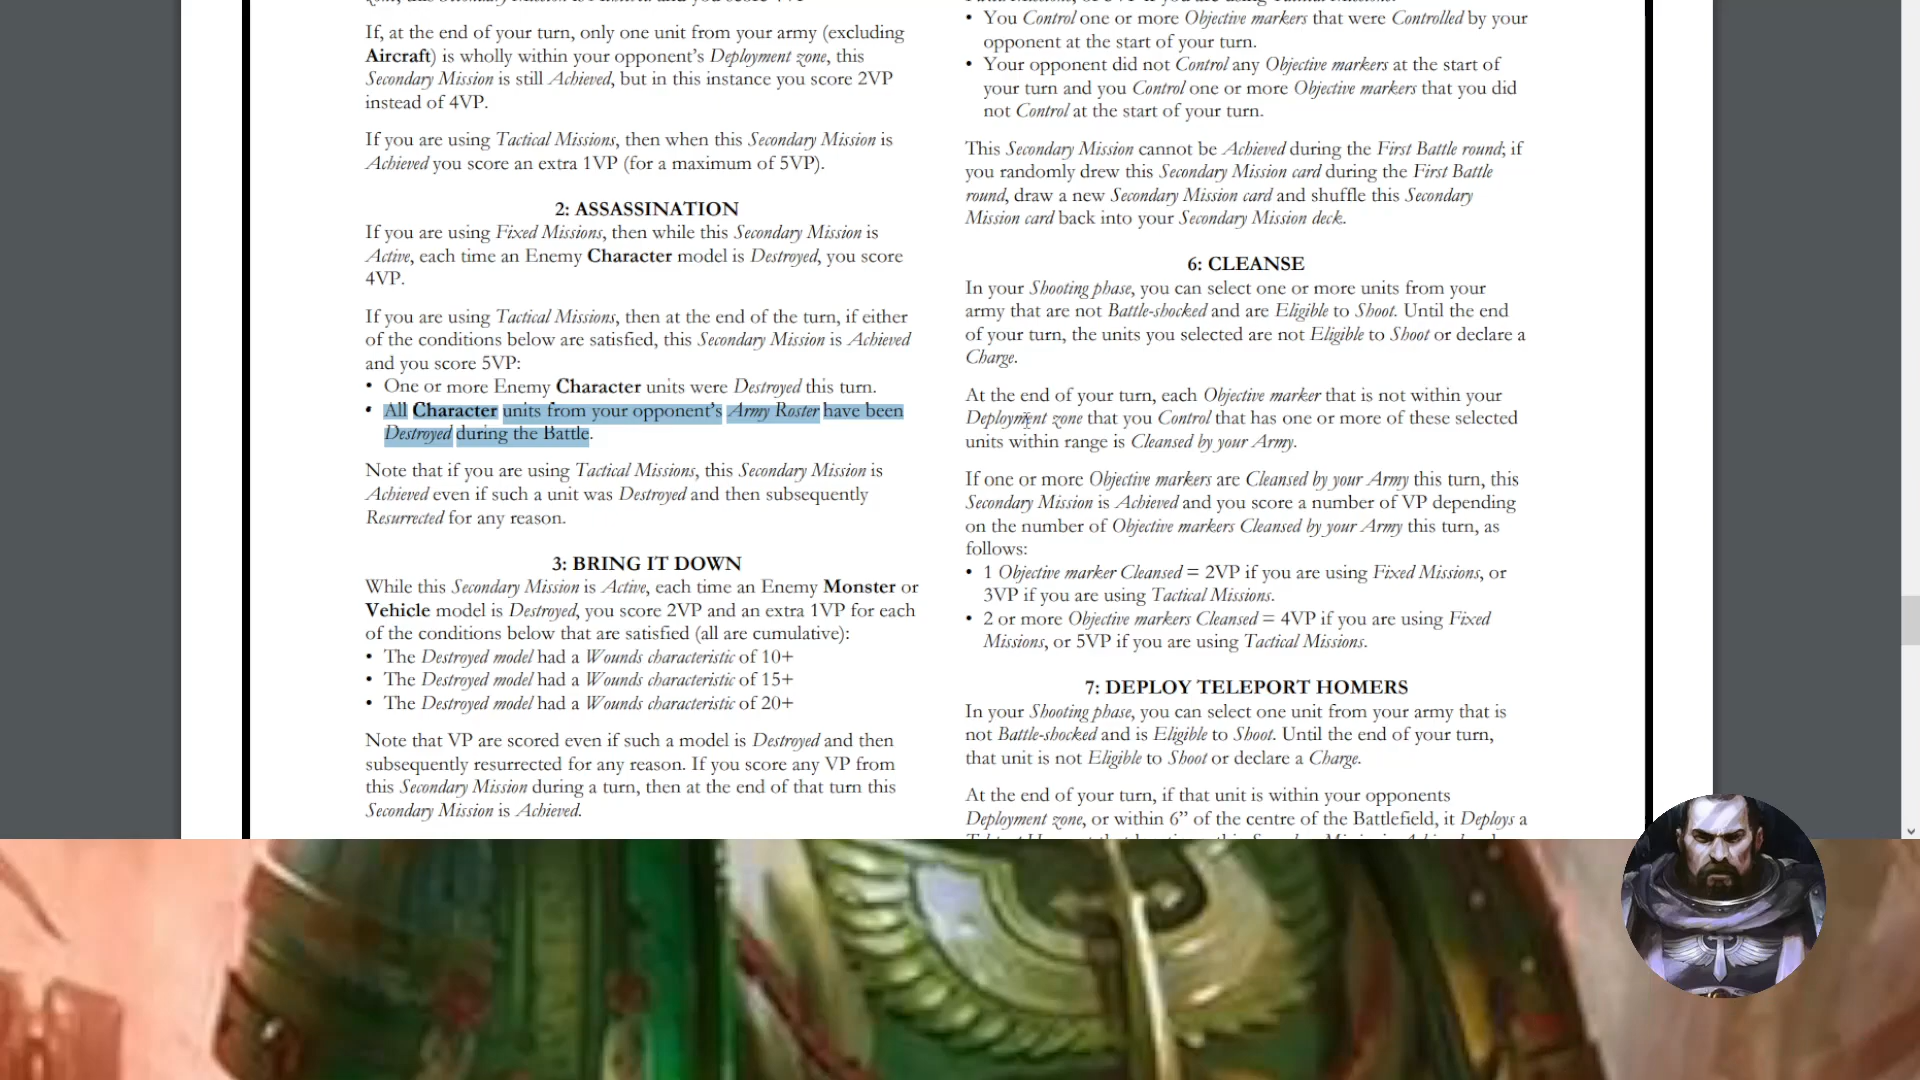 If, at the end of your turn, only one unit from your army (excluding
Aircraft) is wholly within your opponent's Deployment zone, this
Secondary Mission is still Achieved, but in this instance you score 2VP
instead of 4VP.
If you are using Tactical Missions, then when this Secondary Mission is
Achieved you score an extra 1VP (for a maximum of 5VP).
2: ASSASSINATION
If you are using Fixed Missions, then while this Secondary Mission is
Active, each time an Enemy Character model is Destroyed, you score
4VP.
If you are using Tactical Missions, then at the end of the turn, if either
of the conditions below are satisfied, this Secondary Mission is Achieved
and you score 5VP:
• One or more Enemy Character units were Destroyed this turn.
• All Character units from your opponent's Army Roster have been
Destroyed during the Battle.
Note that if you are using Tactical Missions, this Secondary Mission is
Achieved even if such a unit was Destroyed and then subsequently
Resurrected for any reason.
3: BRING IT DOWN
While this Secondary Mission is Active, each time an Enemy Monster or
Vehicle model is Destroyed, you score 2VP and an extra 1VP for each
of the conditions below that are satisfied (all are cumulative):
• The Destroyed model had a Wounds characteristic of 10+
• The Destroyed model had a Wounds characteristic of 15+
• The Destroyed model had a Wounds characteristic of 20+
Note that VP are scored even if such a model is Destroyed and then
subsequently resurrected for any reason. If you score any VP from
this Secondary Mission during a turn, then at the end of that turn this
Secondary Mission is Achieved.
• You Control one or more Objective markers that were Controlled by your
opponent at the start of your turn.
• Your opponent did not Control any Objective markers at the start of
your turn and you Control one or more Objective markers that you did
not Control at the start of your turn.
This Secondary Mission cannot be Achieved during the First Battle round; if
you randomly drew this Secondary Mission card during the First Battle
round, draw a new Secondary Mission card and shuffle this Secondary
Mission card back into your Secondary Mission deck.
6: CLEANSE
In your Shooting phase, you can select one or more units from your
army that are not Battle-shocked and are Eligible to Shoot. Until the end
of your turn, the units you selected are not Eligible to Shoot or declare a
Charge.
At the end of your turn, each Objective marker that is not within your
Deployment zone that you Control that has one or more of these selected
units within range is Cleansed by your Army.
If one or more Objective markers are Cleansed by your Army this turn, this
Secondary Mission is Achieved and you score a number of VP depending
on the number of Objective markers Cleansed by your Army this turn, as
follows:
• 1 Objective marker Cleansed = 2VP if you are using Fixed Missions, or
3VP if you are using Tactical Missions.
• 2 or more Objective markers Cleansed = 4VP if you are using Fixed
Missions, or 5VP if you are using Tactical Missions.
7: DEPLOY TELEPORT HOMERS
In your Shooting phase, you can select one unit from your army that is
not Battle-shocked and is Eligible to Shoot. Until the end of your turn,
that unit is not Eligible to Shoot or declare a Charge.
At the end of your turn, if that unit is within your opponents
Deployment zone, or within 6” of the centre of the Battlefield, it Deploys a